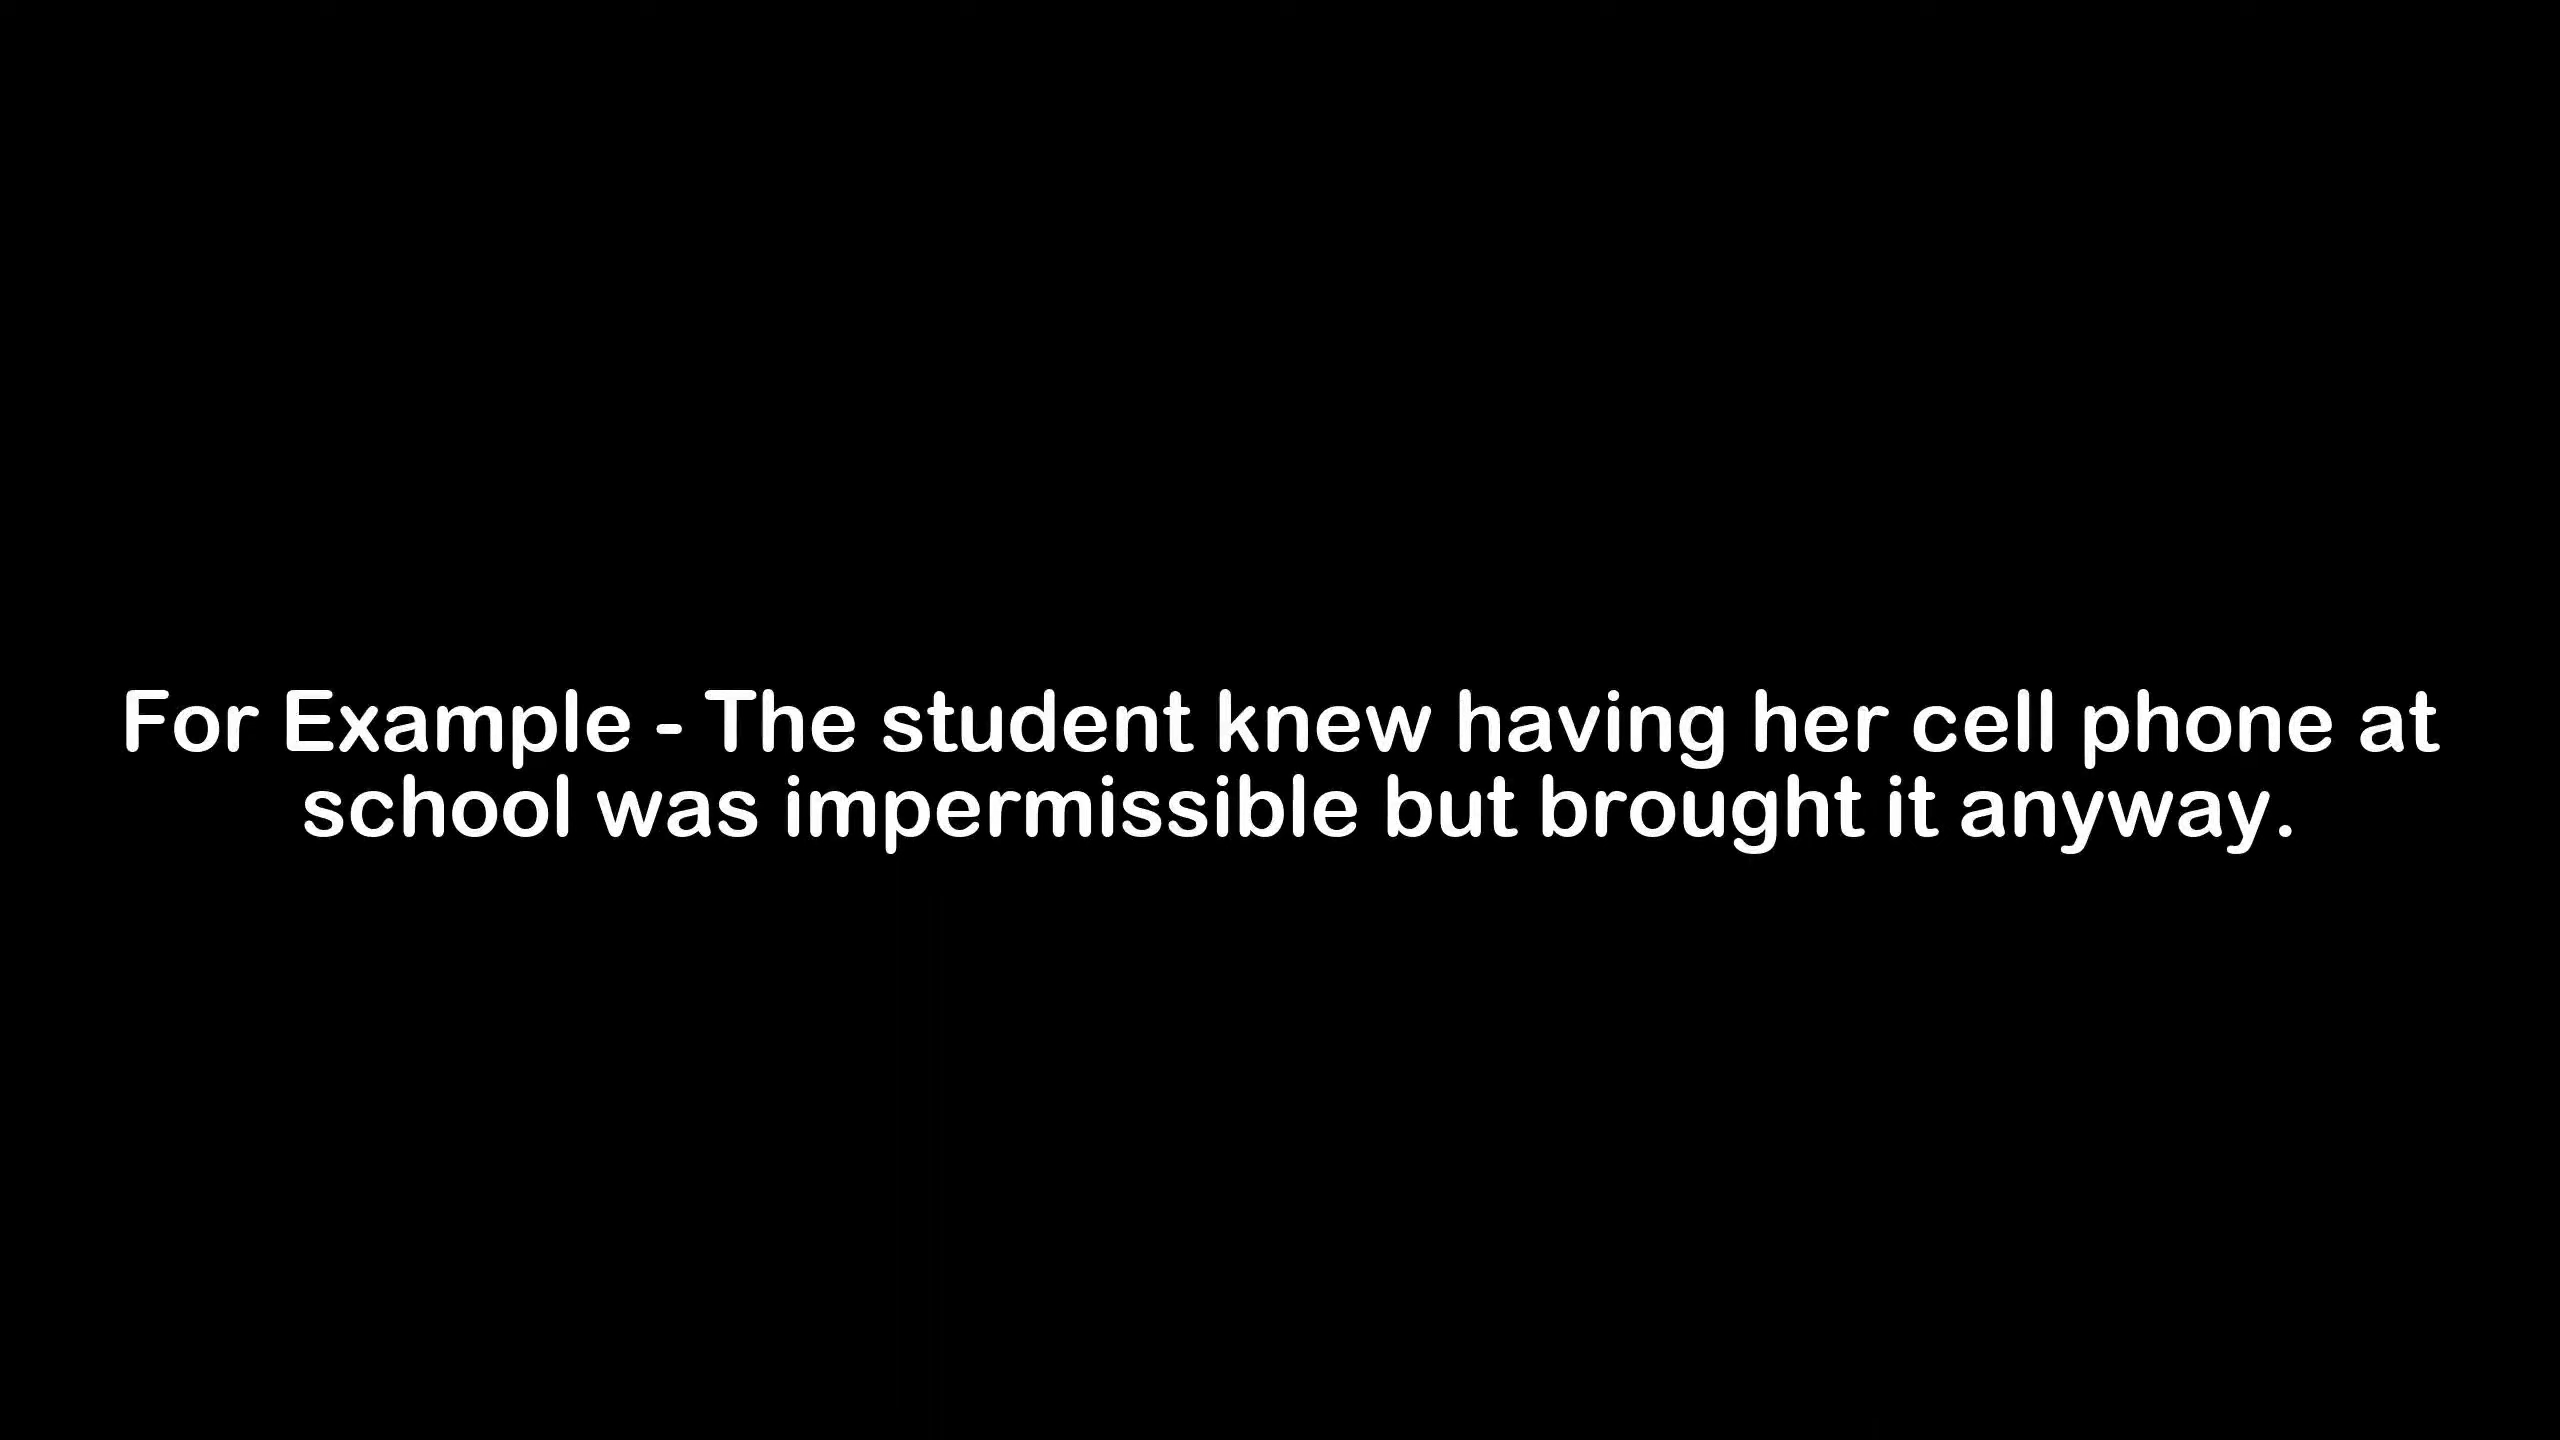 For Example - The student knew having her cell phone at
school was impermissible but brought it anyway.